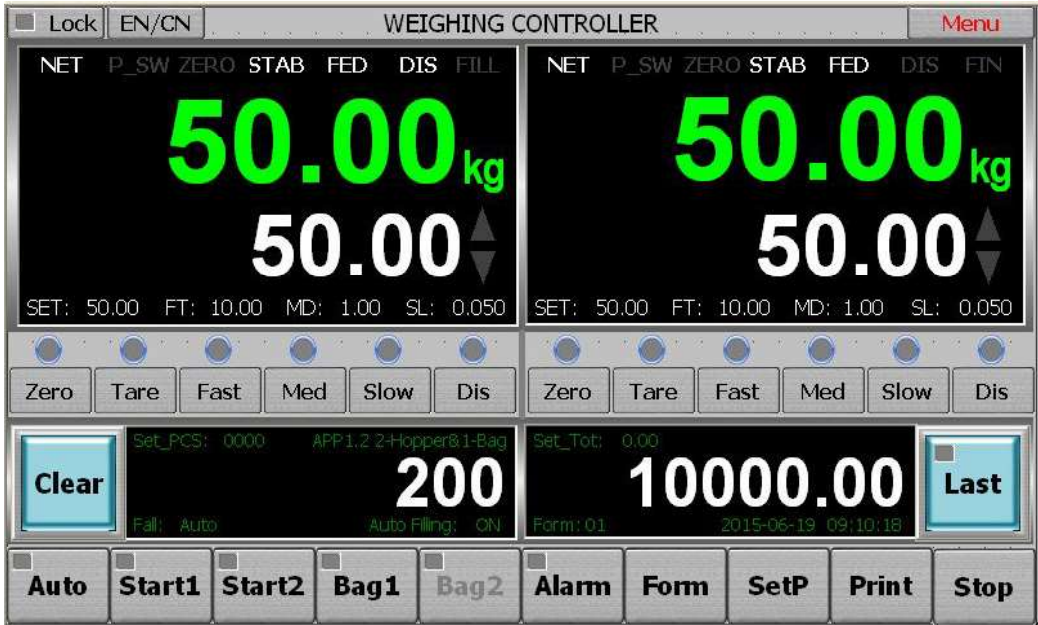 Lock EN/CN WEIGHING CONTROLLER Menu
NET P_SW ZERO STAB FED DIS FILL
50.00 kg
50.00
SET: 50.00 FT: 10.00 MD: 1.00 SL: 0.050
NET P_SW ZERO STAB FED DIS FIN
50.00 kg
50.00
SET: 50.00 FT: 10.00 MD: 1.00 SL: 0.050
Zero Tare Fast Med Slow Dis
Zero Tare Fast Med Slow Dis
Clear
Set_PCS: 0000 APP1.2 2-Hopper&1-Bag
200
Fall: Auto Auto Filing: ON
Set_Tot: 0.00
10000.00
Form: 01 2015-06-19 09:10:18
Last
Auto Start1 Start2 Bag1 Bag2 Alarm Form SetP Print Stop